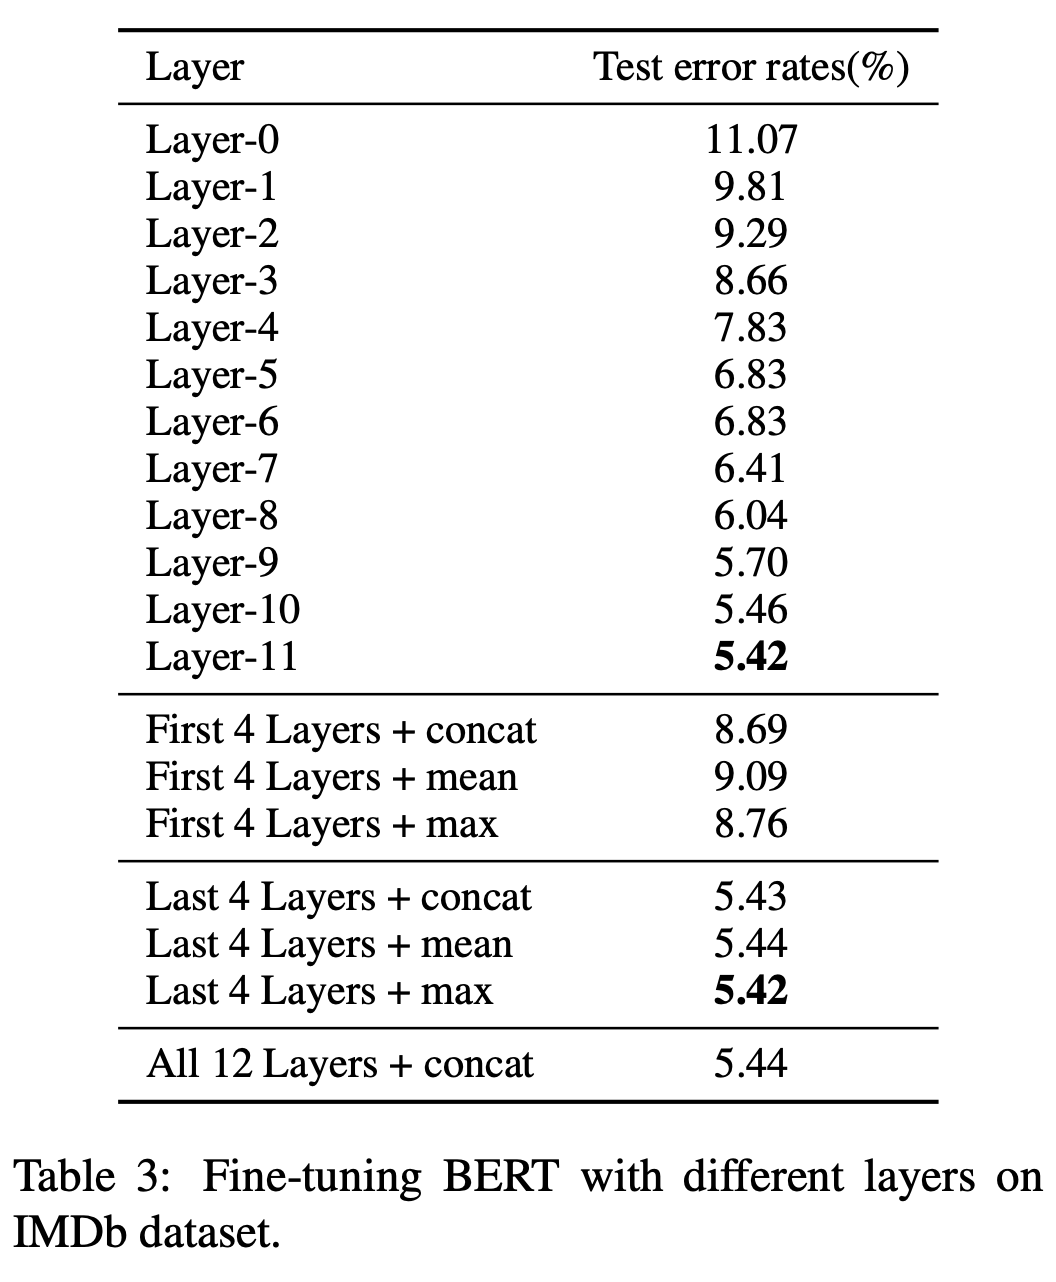 Layer Test error rates(%)
Layer-0 11.07
Layer-1 9.81
Layer-2 9.29
Layer-3 8.66
Layer-4 7.83
Layer-5 6.83
Layer-6 6.83
Layer-7 6.41
Layer-8 6.04
Layer-9 5.70
Layer-10 5.46
Layer-11 5.42
First 4 Layers + concat 8.69
First 4 Layers + mean 9.09
First 4 Layers + max 8.76
Last 4 Layers + concat 5.43
Last 4 Layers + mean 5.44
Last 4 Layers + max 5.42
All 12 Layers + concat 5.44
Table 3: Fine-tuning BERT with different layers on
IMDb dataset.